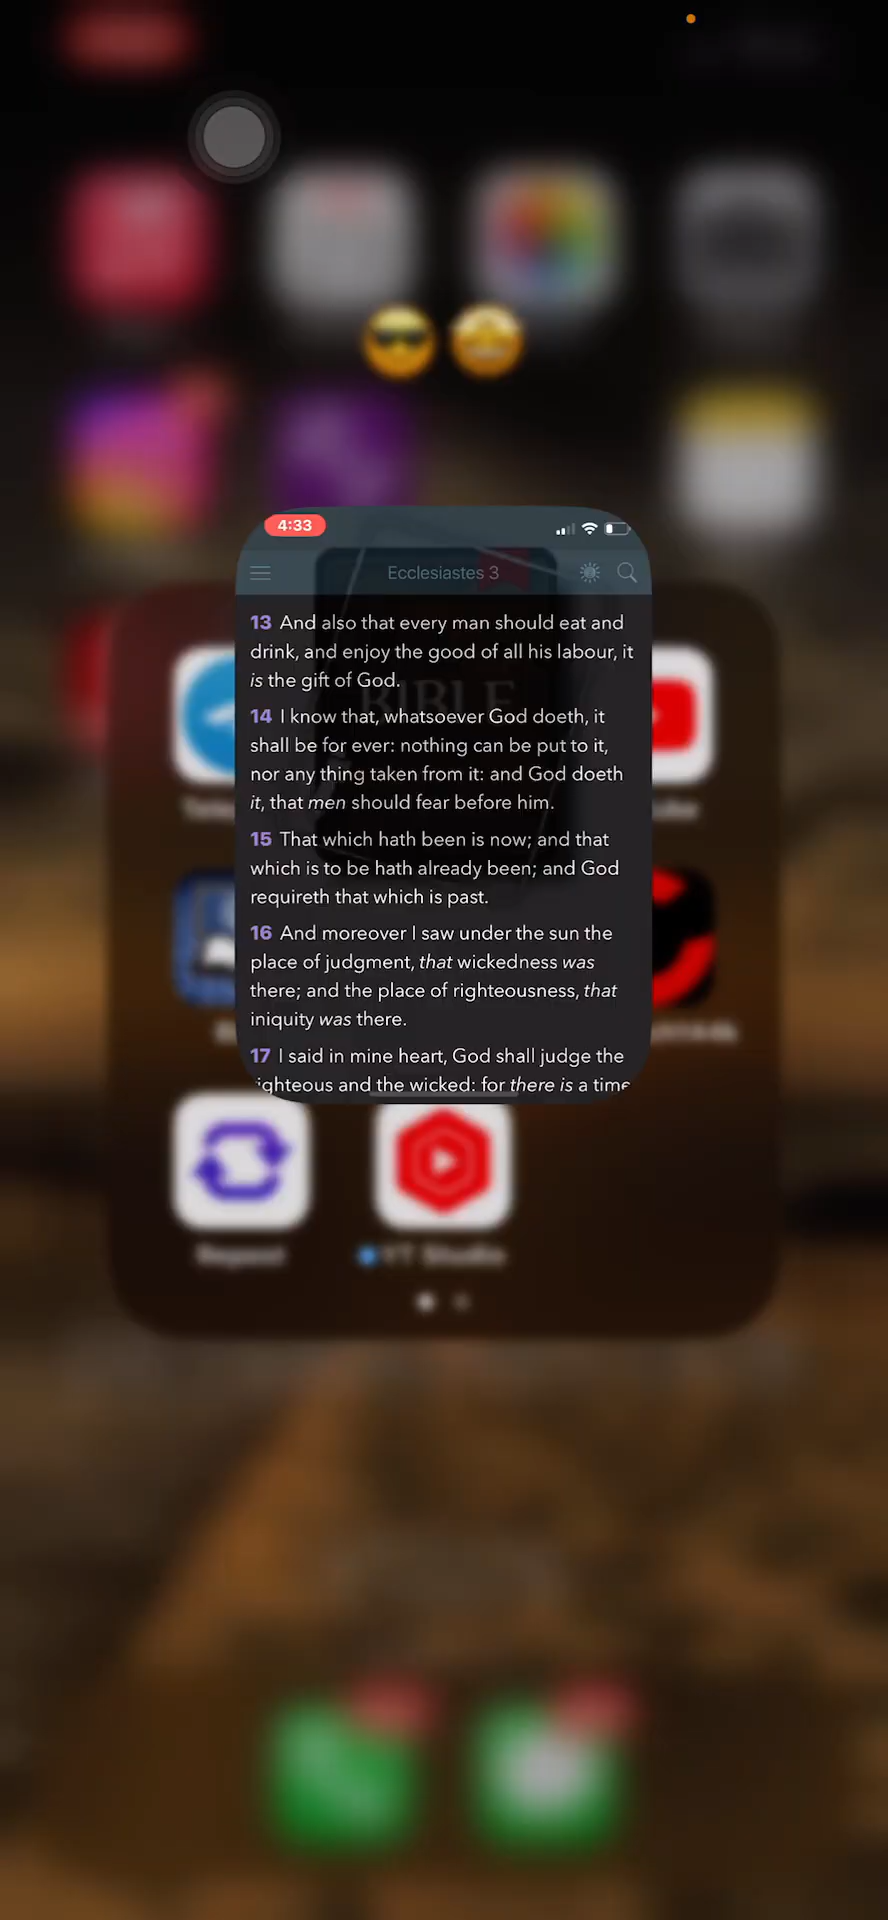 4:33
Ecclesiastes 3
13 And also that every man should eat and
drink, and enjoy the good of all his labour, it
is the gift of God.
BIBLE
14 I know that, whatsoever God doeth, it
shall be for ever: nothing can be put to it,
nor any thing taken from it: and God doeth
it, that men should fear before him.
15 That which hath been is now; and that
which is to be hath already been; and God
requireth that which is past.
16 And moreover I saw under the sun the
place of judgment, that wickedness was
there; and the place of righteousness, that
iniquity was there.
17 I said in mine heart, God shall judge the
righteous and the wicked: for there is a time
Repost
YT Studio